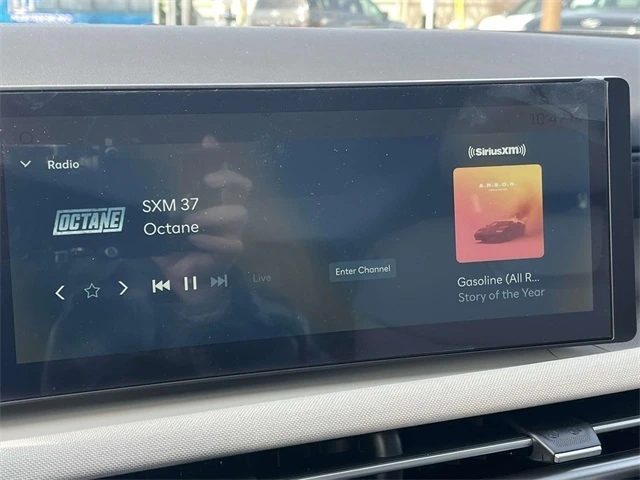 ((SiriusXM))
Radio
OCTANE
SXM 37
Octane
Live
Enter Channel
A.R.S.O.N.
Gasoline (All R...
Story of the Year